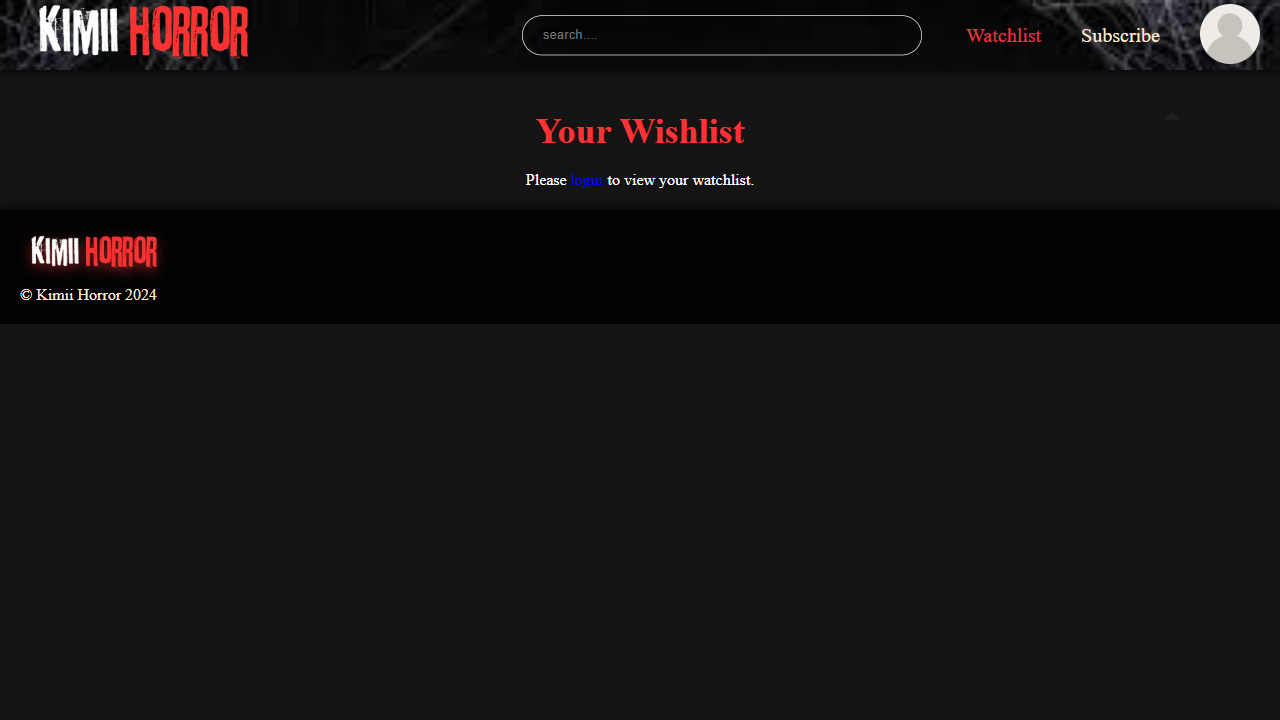 KIMII HORROR
search....
Watchlist
Subscribe
Your Wishlist
Please login to view your watchlist.
KIMII HORROR
© Kimii Horror 2024